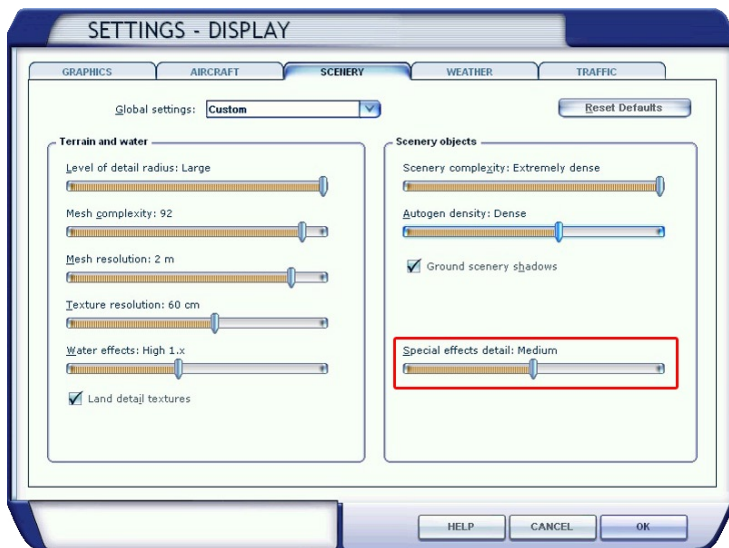 SETTINGS - DISPLAY
GRAPHICS
AIRCRAFT
SCENERY
WEATHER
TRAFFIC
Global settings: Custom
Reset Defaults
Terrain and water
Level of detail radius: Large
Mesh complexity: 92
Mesh resolution: 2 m
Texture resolution: 60 cm
Water effects: High 1.x
Land detail textures
Scenery objects
Scenery complexity: Extremely dense
Autogen density: Dense
Ground scenery shadows
Special effects detail: Medium
HELP
CANCEL
OK